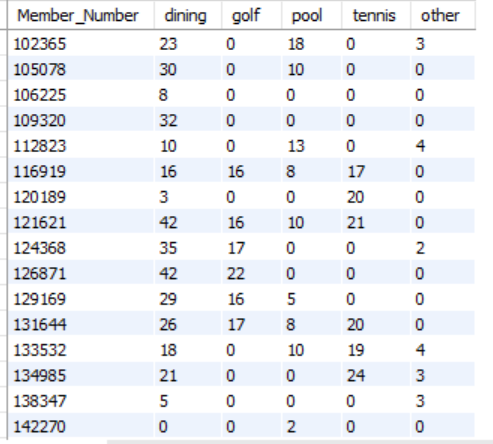 Member_Number dining golf pool tennis other
102365 23 0 18 0 3
105078 30 0 10 0 0
106225 8 0 0 0 0
109320 32 0 0 0 0
112823 10 0 13 0 4
116919 16 16 8 17 0
120189 3 0 0 20 0
121621 42 16 10 21 0
124368 35 17 0 0 2
126871 42 22 0 0 0
129169 29 16 5 0 0
131644 26 17 8 20 0
133532 18 0 10 19 4
134985 21 0 0 24 3
138347 5 0 0 0 3
142270 0 0 2 0 0